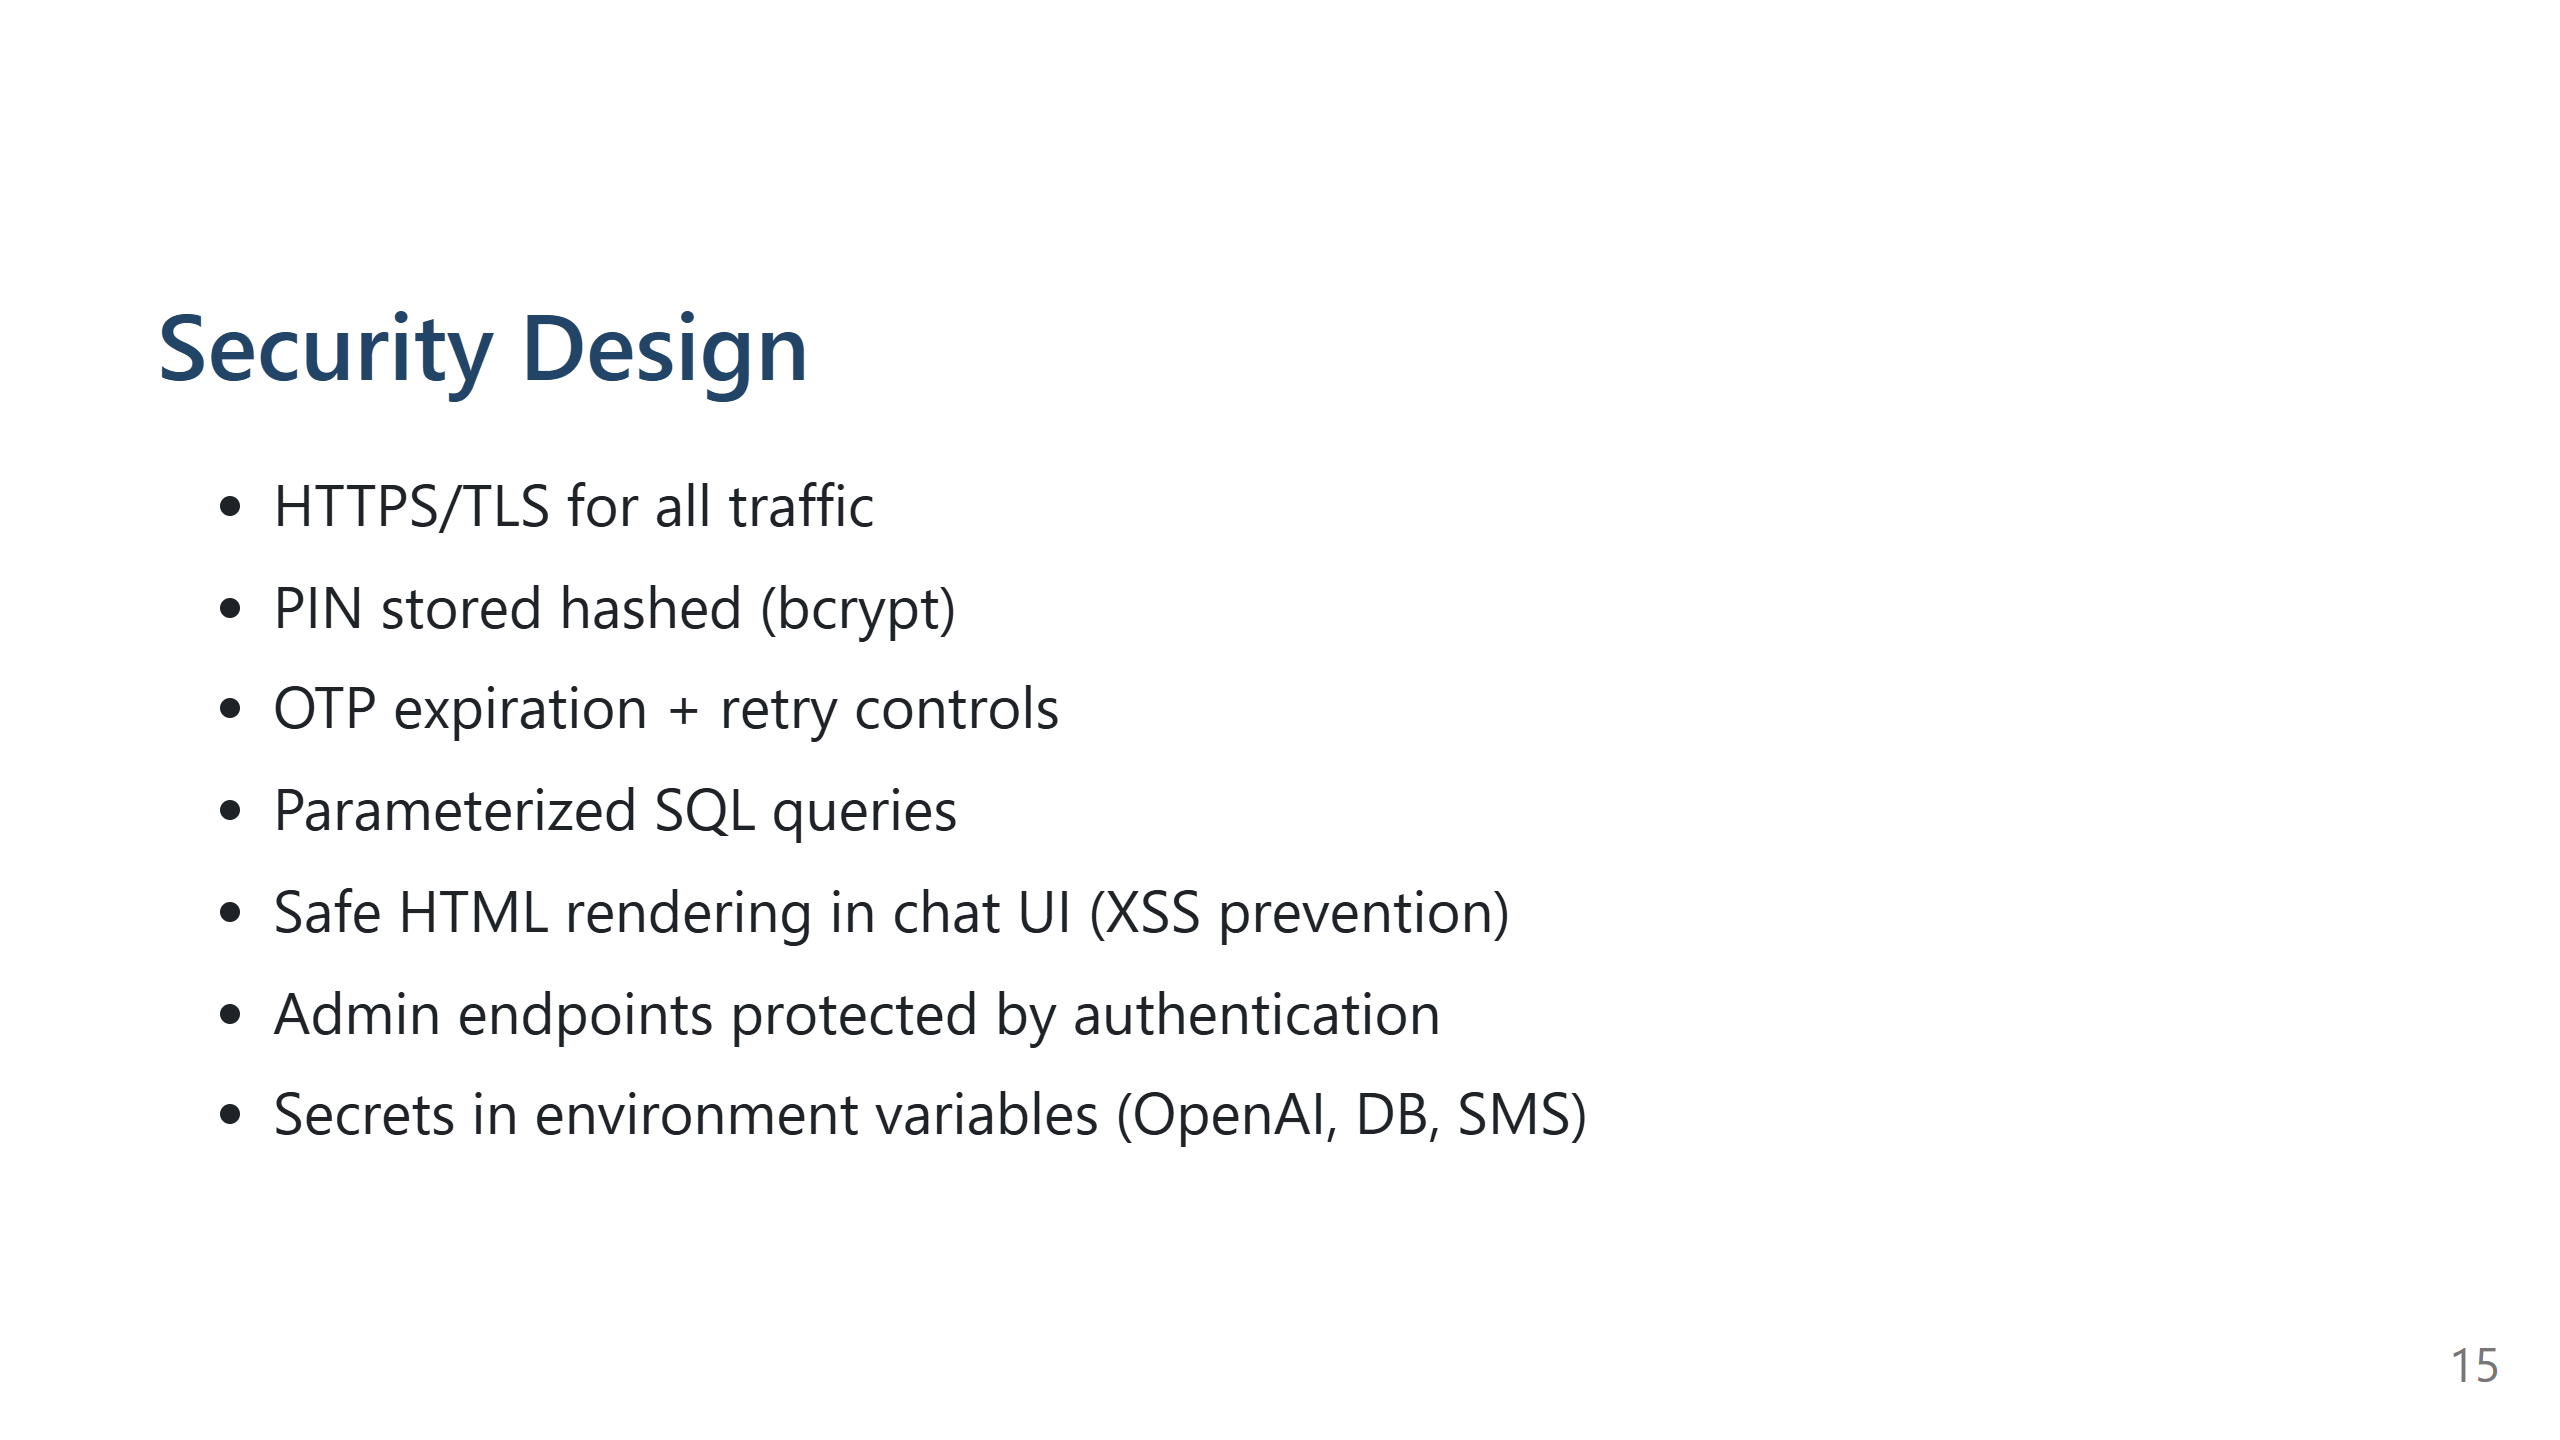 Security Design
• HTTPS/TLS for all traffic
• PIN stored hashed (bcrypt)
• OTP expiration + retry controls
• Parameterized SQL queries
• Safe HTML rendering in chat UI (XSS prevention)
• Admin endpoints protected by authentication
• Secrets in environment variables (OpenAI, DB, SMS)
15